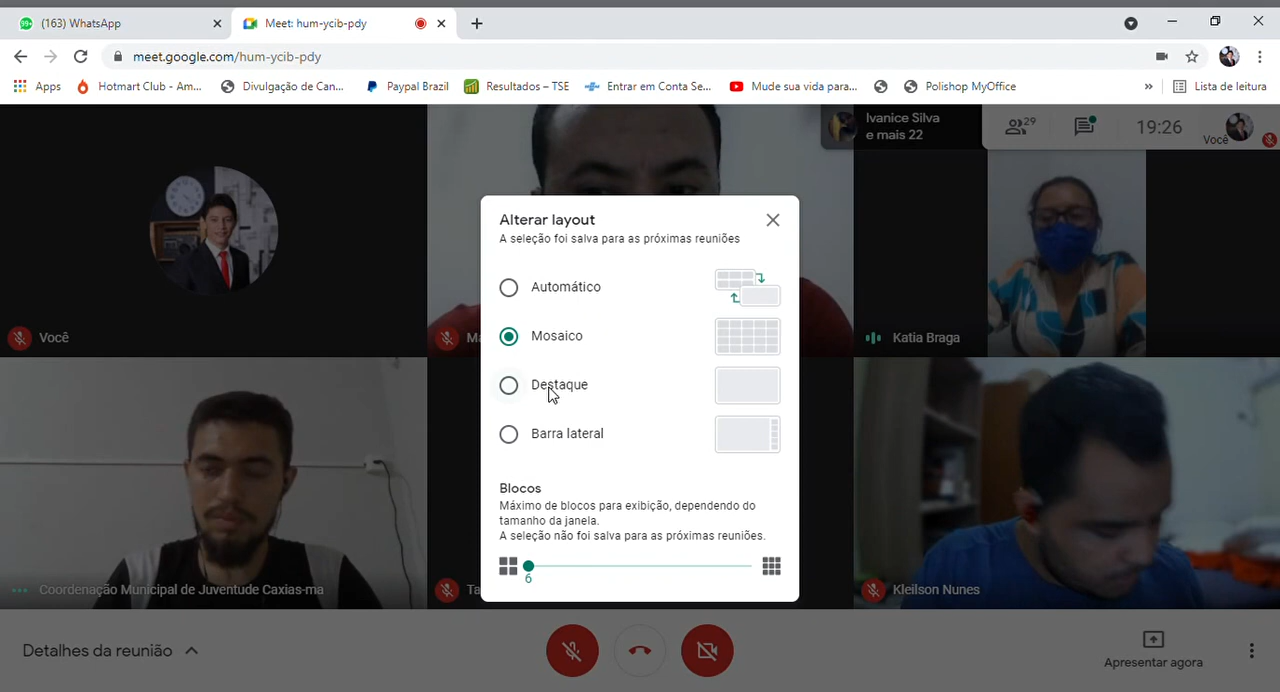 99+ (163) WhatsApp
Meet: hum-ycib-pdy
meet.google.com/hum-ycib-pdy
Apps
Hotmart Club - Am...
Divulgação de Can...
Paypal Brazil
Resultados – TSE
Entrar em Conta Se...
Mude sua vida para...
Polishop MyOffice
»
Lista de leitura
Ivanice Silva
e mais 22
29
19:26
Você
Você
Ma
Katia Braga
Alterar layout
A seleção foi salva para as próximas reuniões
Automático
Mosaico
Destaque
Barra lateral
Blocos
Máximo de blocos para exibição, dependendo do
tamanho da janela.
A seleção não foi salva para as próximas reuniões.
6
Coordenação Municipal de Juventude Caxias-ma
Ta
Kleilson Nunes
Detalhes da reunião
Apresentar agora